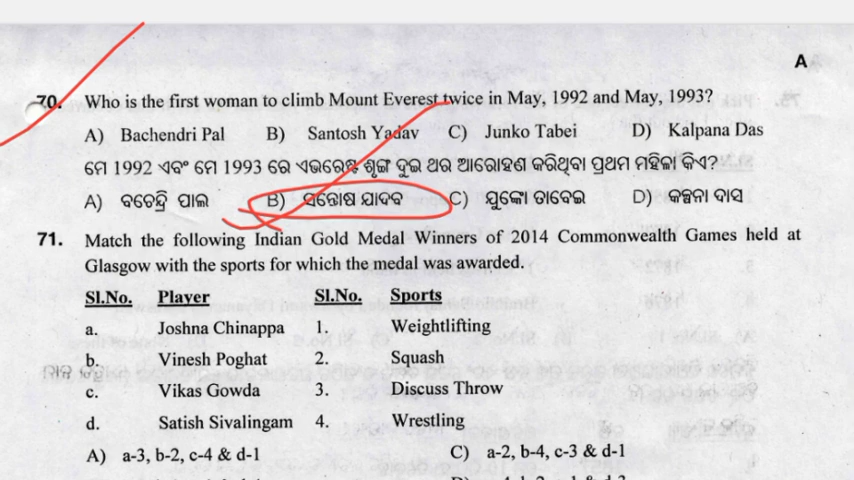 A
70. Who is the first woman to climb Mount Everest twice in May, 1992 and May, 1993?
A) Bachendri Pal B) Santosh Yadav C) Junko Tabei D) Kalpana Das
ମେ 1992 ଏବଂ ମେ 1993 ରେ ଏଭରେଷ୍ଟ ଶୃଙ୍ଗ ଦୁଇ ଥର ଆରୋହଣ କରିଥିବା ପ୍ରଥମ ମହିଳା କିଏ?
A) ବଚେନ୍ଦ୍ରି ପାଲ B) ସନ୍ତୋଷ ଯାଦବ C) ଯୁଙ୍କୋ ତାବେଇ D) କଳ୍ପନା ଦାସ
71. Match the following Indian Gold Medal Winners of 2014 Commonwealth Games held at
Glasgow with the sports for which the medal was awarded.
Sl.No. Player Sl.No. Sports
a. Joshna Chinappa 1. Weightlifting
b. Vinesh Poghat 2. Squash
c. Vikas Gowda 3. Discuss Throw
d. Satish Sivalingam 4. Wrestling
A) a-3, b-2, c-4 & d-1 C) a-2, b-4, c-3 & d-1